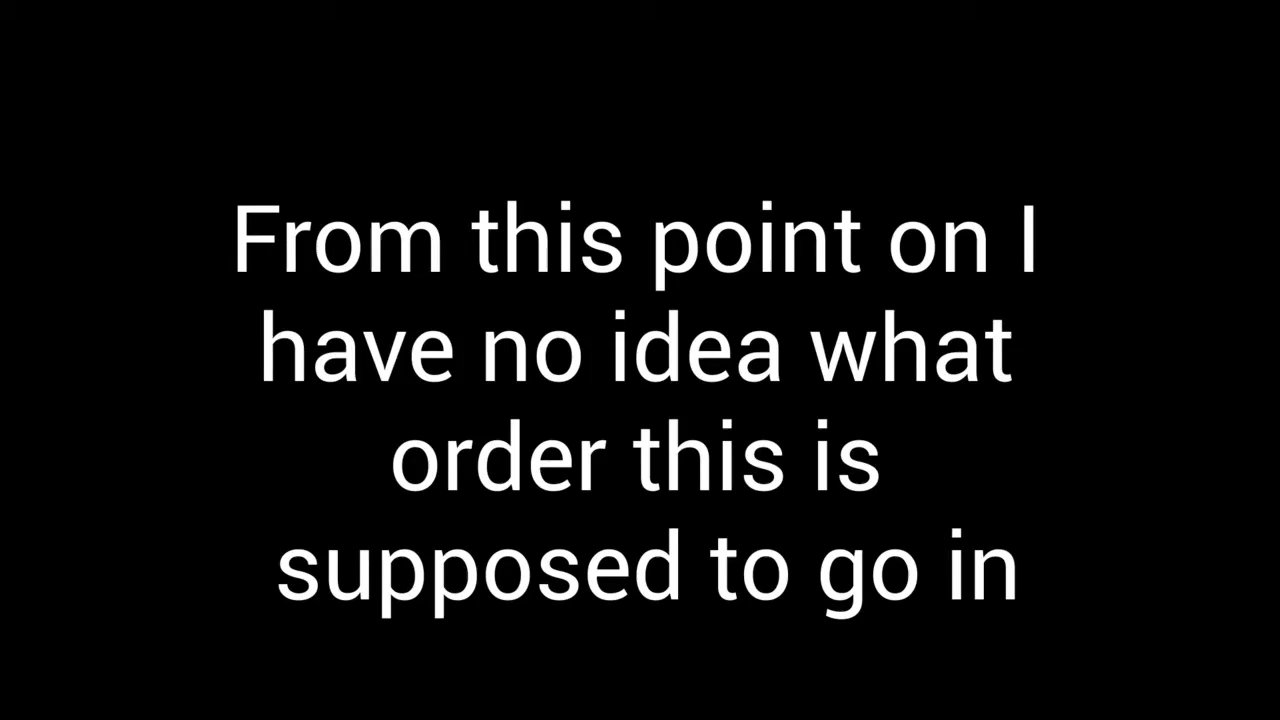 From this point on I
have no idea what
order this is
supposed to go in